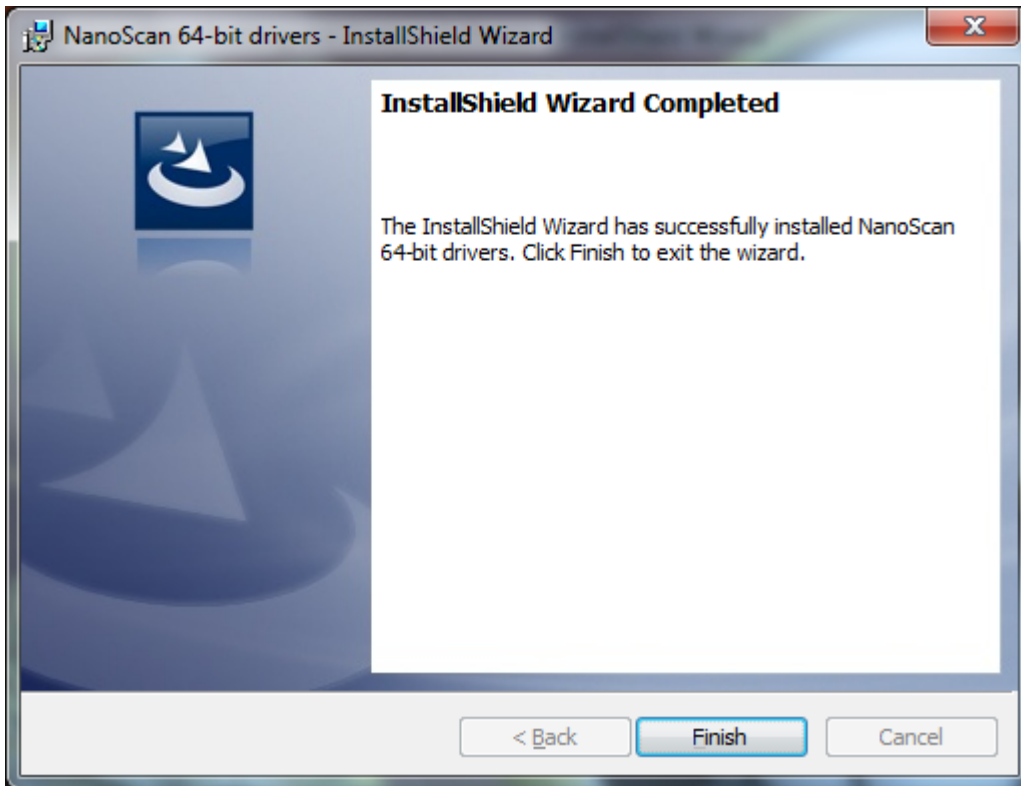 NanoScan 64-bit drivers - InstallShield Wizard
InstallShield Wizard Completed
The InstallShield Wizard has successfully installed NanoScan
64-bit drivers. Click Finish to exit the wizard.
< Back
Finish
Cancel